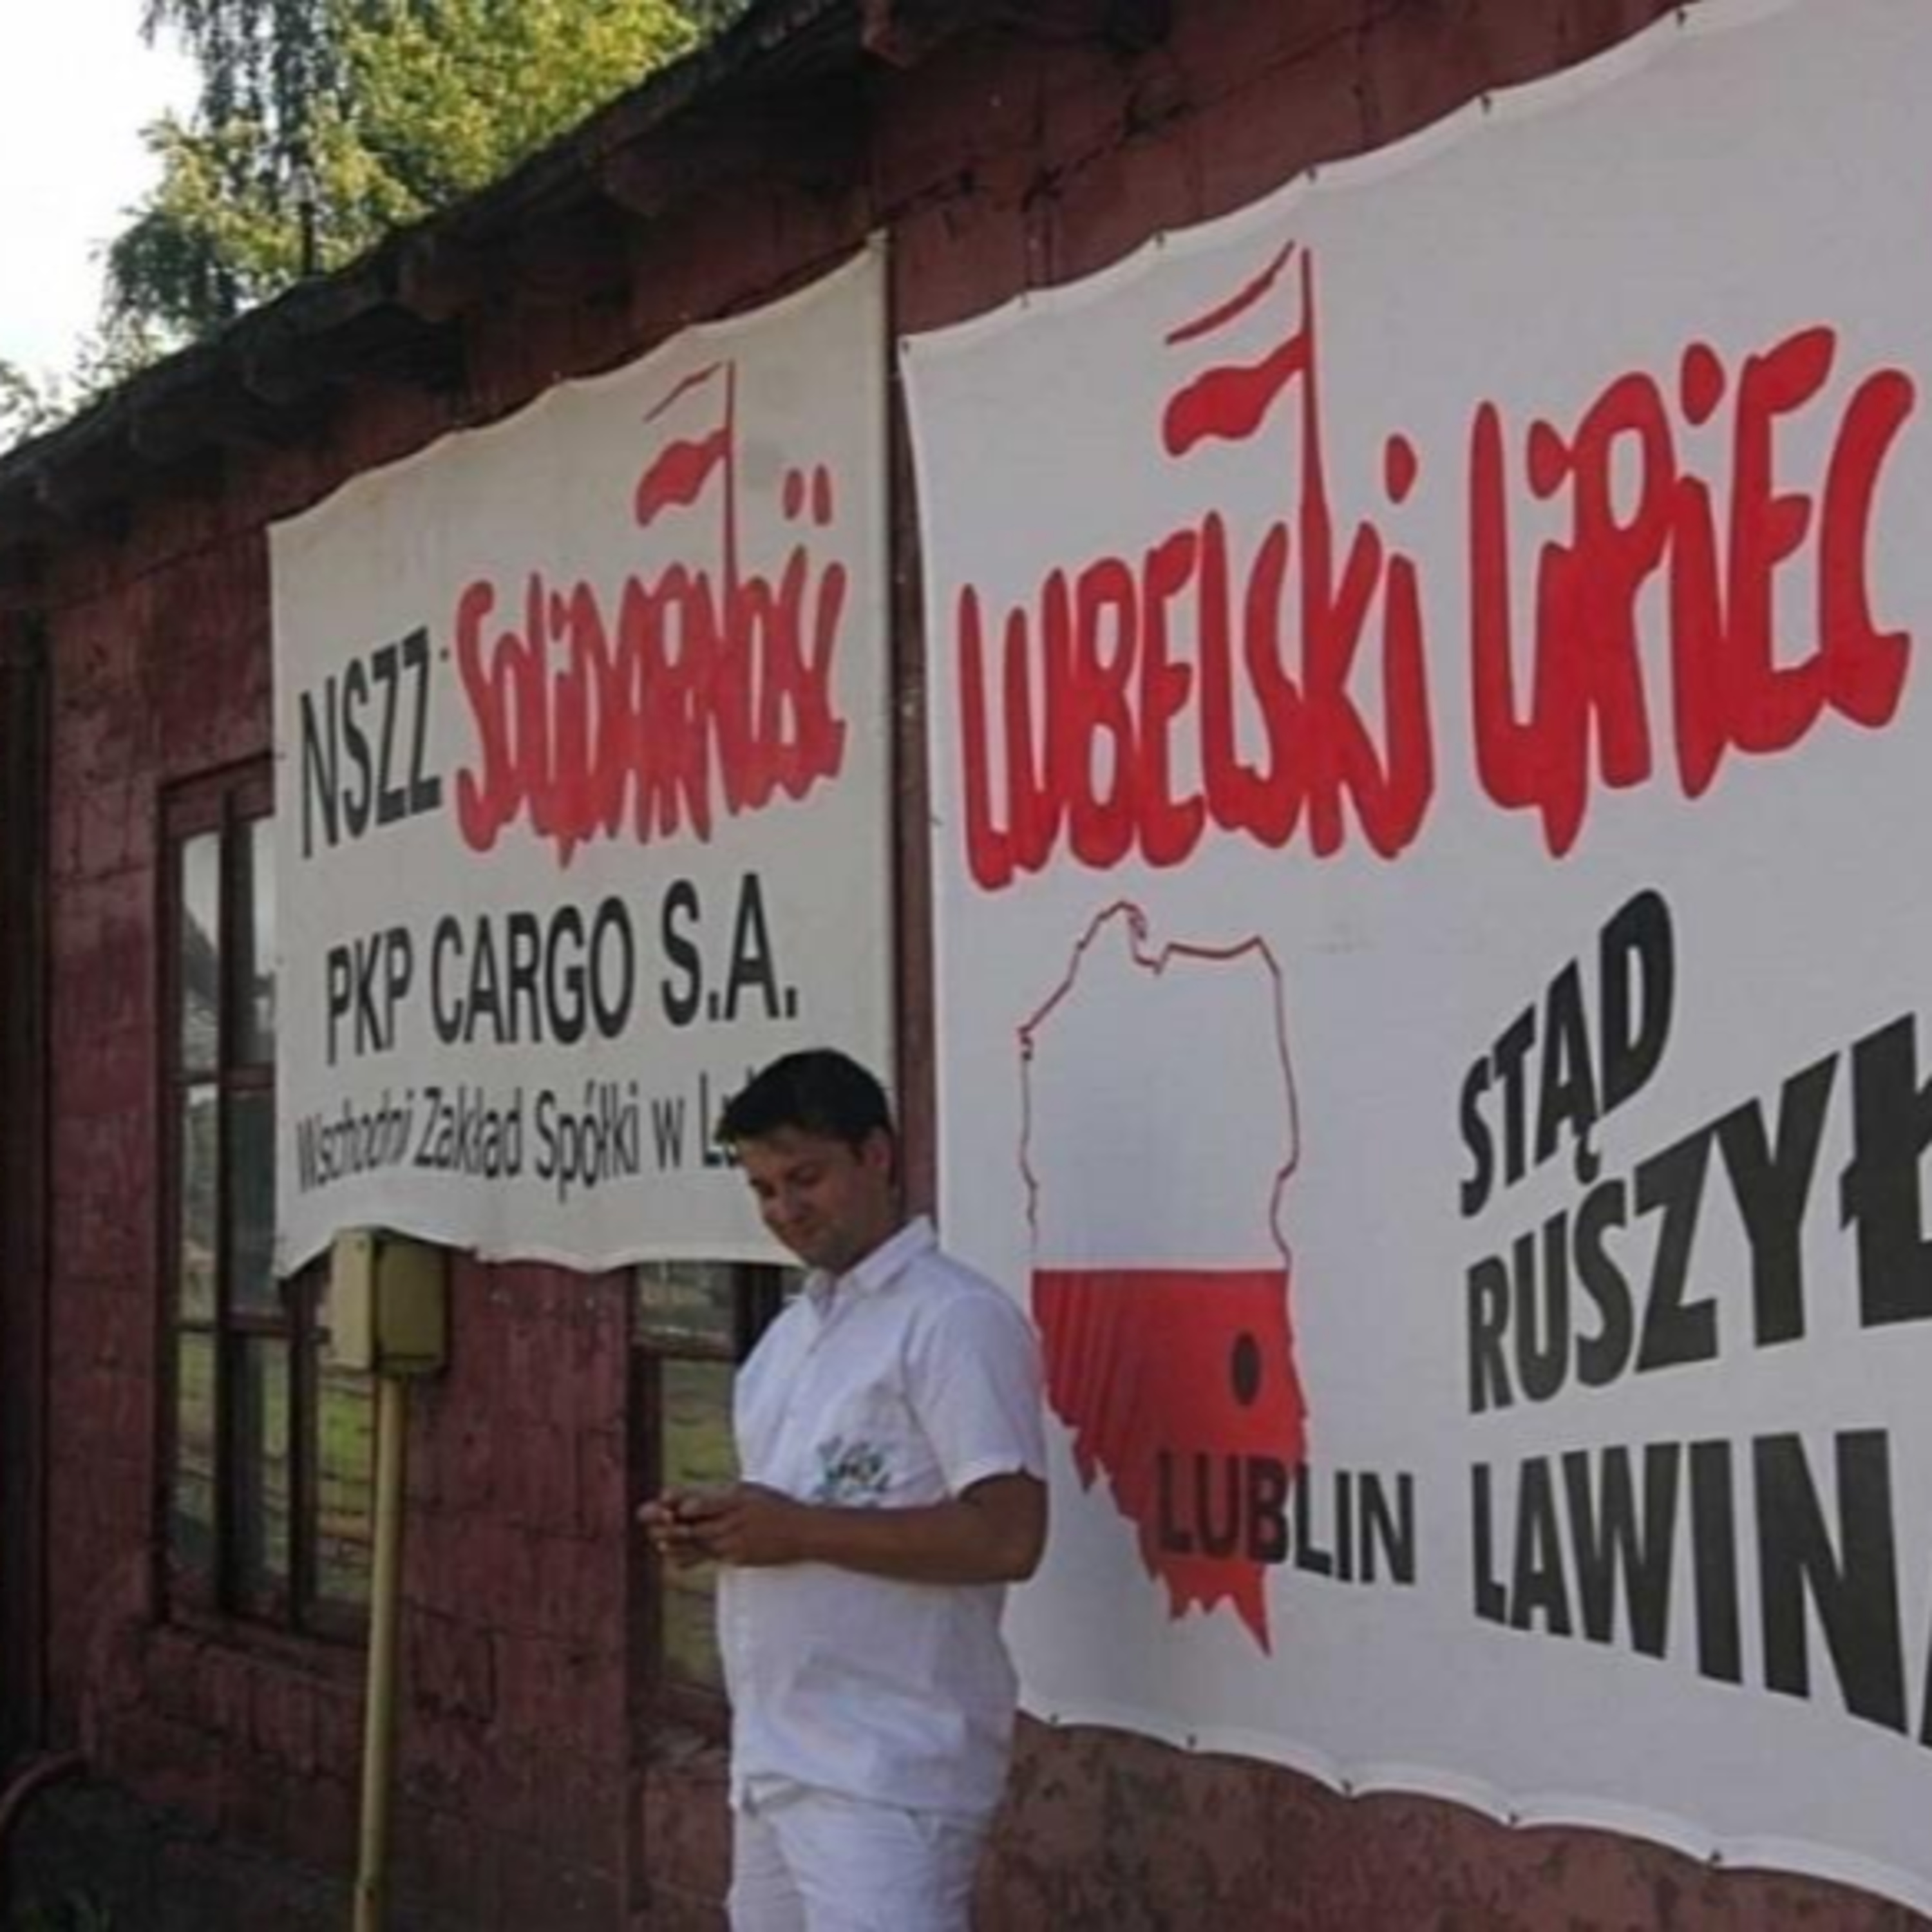 NSZZ Solidarność
PKP CARGO S.A.
Wschodni Zakład Spółki w
LUBELSKI LIPIEC
STĄD
RUSZYŁ
LAWIN
LUBLIN